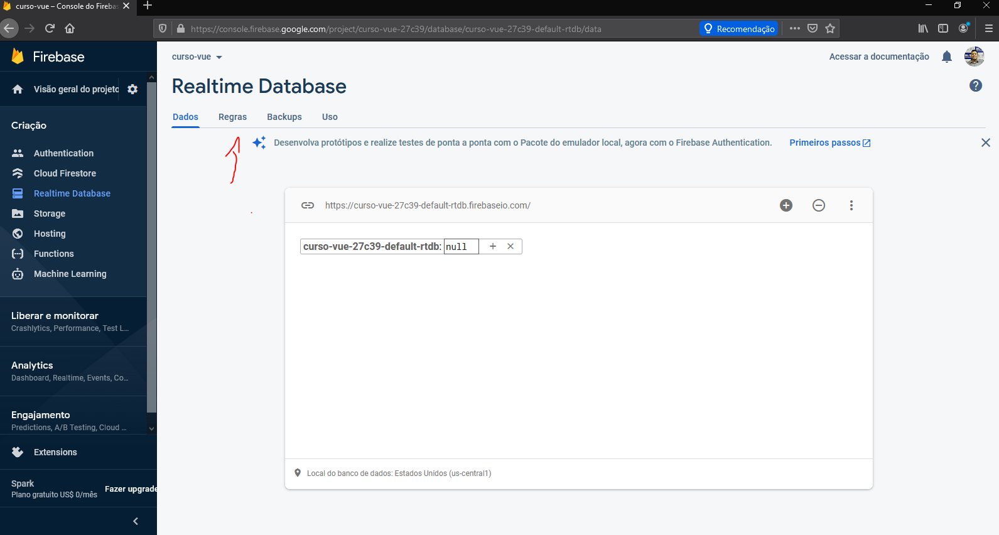 curso-vue – Console do Fireba
https://console.firebase.google.com/project/curso-vue-27c39/database/curso-vue-27c39-default-rtdb/data
Recomendação
Firebase
curso-vue
Acessar a documentação
Visão geral do projeto
Realtime Database
Dados Regras Backups Uso
Criação
Desenvolva protótipos e realize testes de ponta a ponta com o Pacote do emulador local, agora com o Firebase Authentication. Primeiros passos
Authentication
Cloud Firestore
Realtime Database
Storage
Hosting
Functions
Machine Learning
https://curso-vue-27c39-default-rtdb.firebaseio.com/
curso-vue-27c39-default-rtdb: null
Liberar e monitorar
Crashlytics, Performance, Test L...
Analytics
Dashboard, Realtime, Events, Co...
Engajamento
Predictions, A/B Testing, Cloud ...
Extensions
Local do banco de dados: Estados Unidos (us-central1)
Spark
Plano gratuito US$ 0/mês
Fazer upgrade